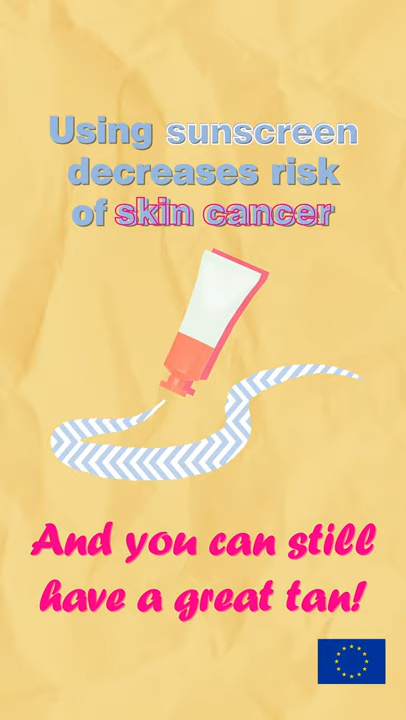 Using sunscreen
decreases risk
of skin cancer
And you can still
have a great tan!